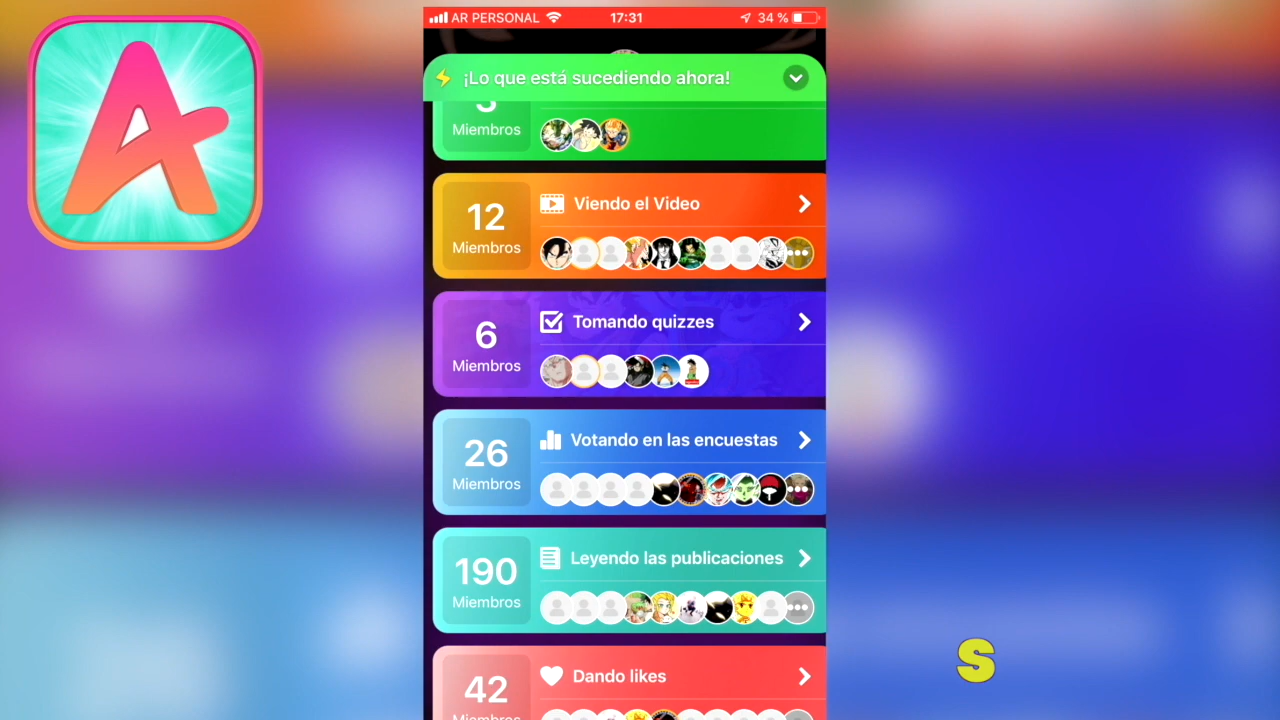 AR PERSONAL 17:31 34 %
¡Lo que está sucediendo ahora!
Miembros
12
Miembros
Viendo el Video
6
Miembros
Tomando quizzes
26
Miembros
Votando en las encuestas
190
Miembros
Leyendo las publicaciones
42
Miembros
Dando likes
S